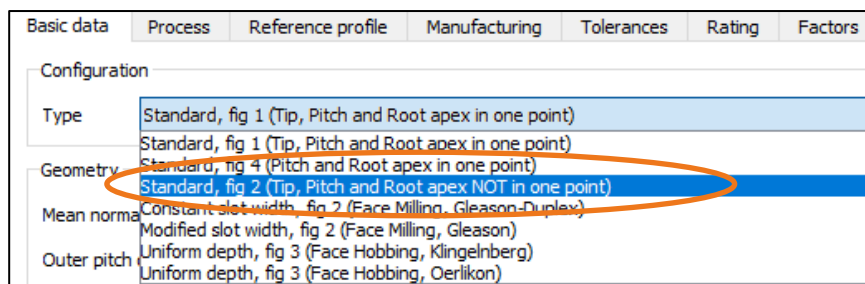 Basic data Process Reference profile Manufacturing Tolerances Rating Factors
Configuration
Type Standard, fig 1 (Tip, Pitch and Root apex in one point)
Standard, fig 1 (Tip, Pitch and Root apex in one point)
Standard, fig 4 (Pitch and Root apex in one point)
Geometry
Standard, fig 2 (Tip, Pitch and Root apex NOT in one point)
Constant slot width, fig 2 (Face Milling, Gleason-Duplex)
Mean norma
Modified slot width, fig 2 (Face Milling, Gleason)
Uniform depth, fig 3 (Face Hobbing, Klingelnberg)
Outer pitch
Uniform depth, fig 3 (Face Hobbing, Oerlikon)